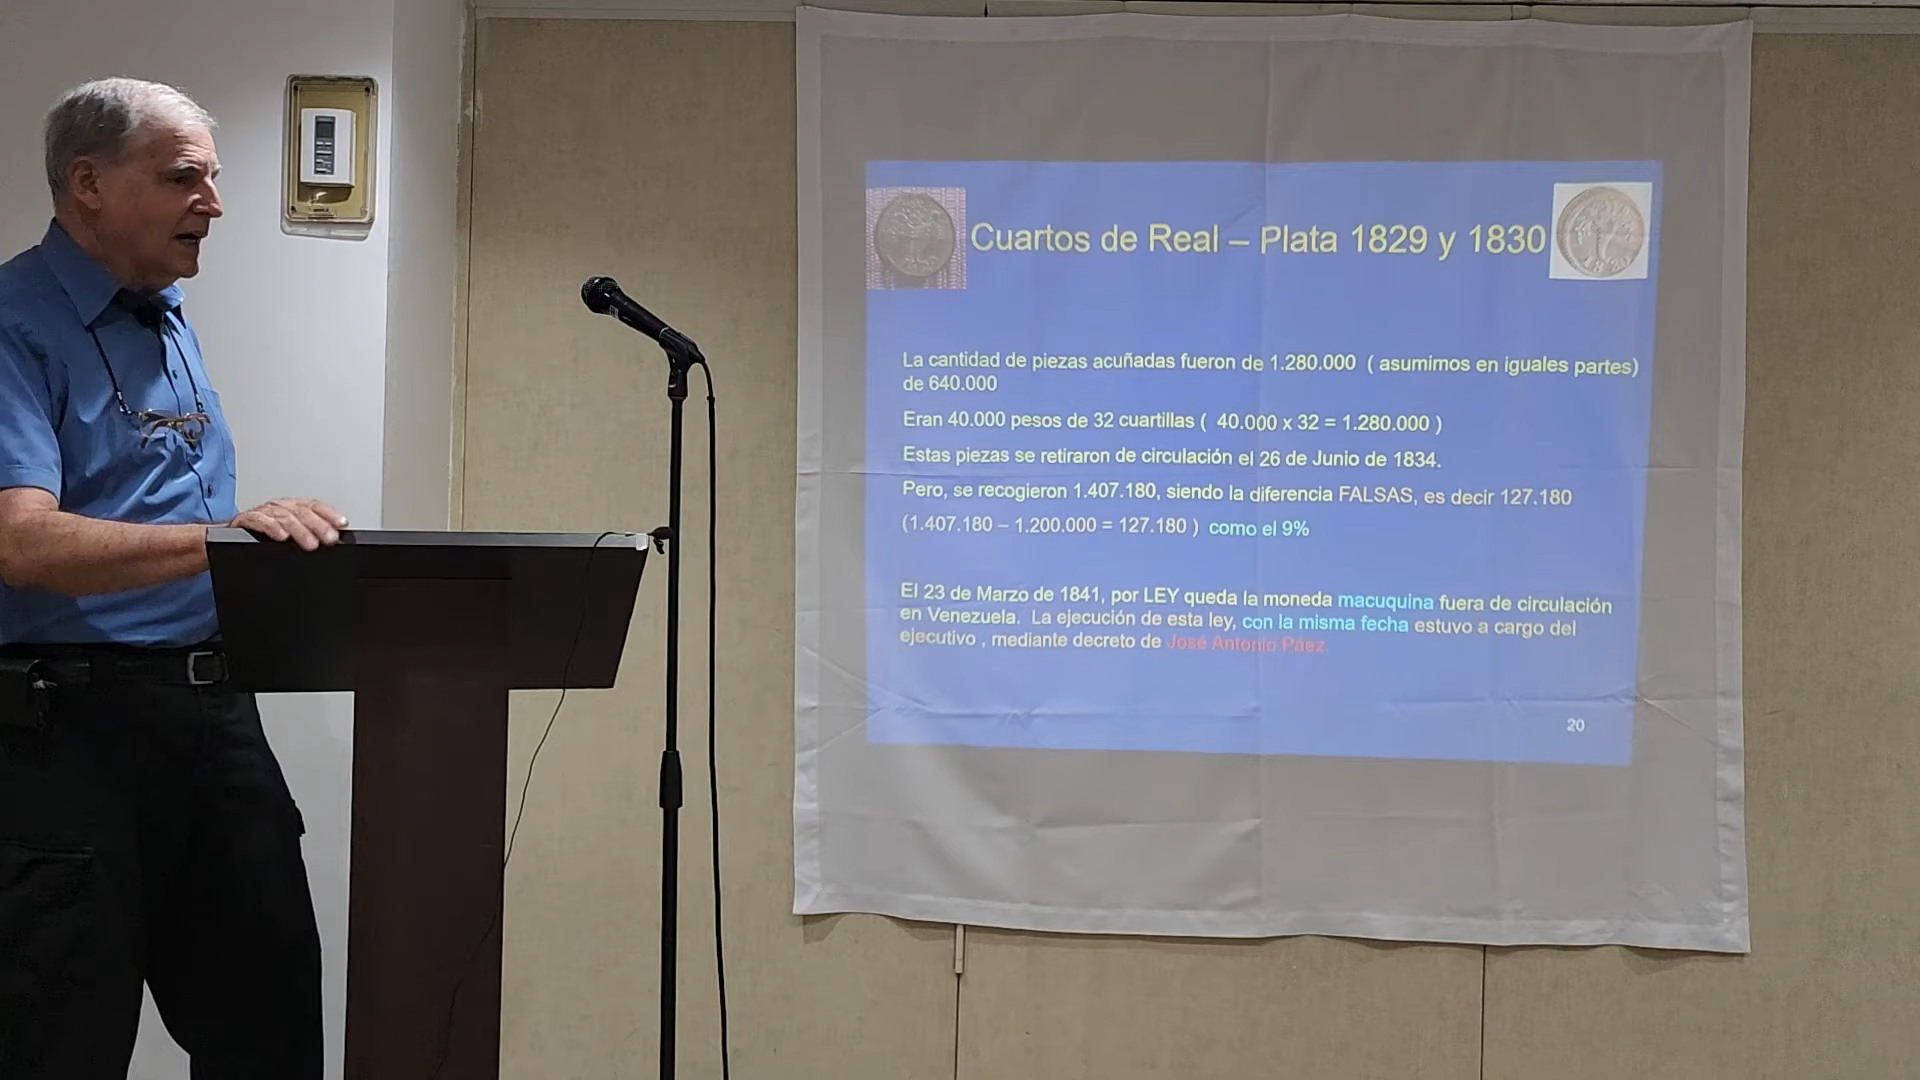 Cuartos de Real – Plata 1829 y 1830
La cantidad de piezas acuñadas fueron de 1.280.000 ( asumimos en iguales partes)
de 640.000
Eran 40.000 pesos de 32 cuartillas ( 40.000 x 32 = 1.280.000 )
Estas piezas se retiraron de circulación el 26 de Junio de 1834.
Pero, se recogieron 1.407.180, siendo la diferencia FALSAS, es decir 127.180
(1.407.180 – 1.200.000 = 127.180 ) como el 9%
El 23 de Marzo de 1841, por LEY queda la moneda macuquina fuera de circulación
en Venezuela. La ejecución de esta ley, con la misma fecha estuvo a cargo del
ejecutivo , mediante decreto de José Antonio Páez.
20